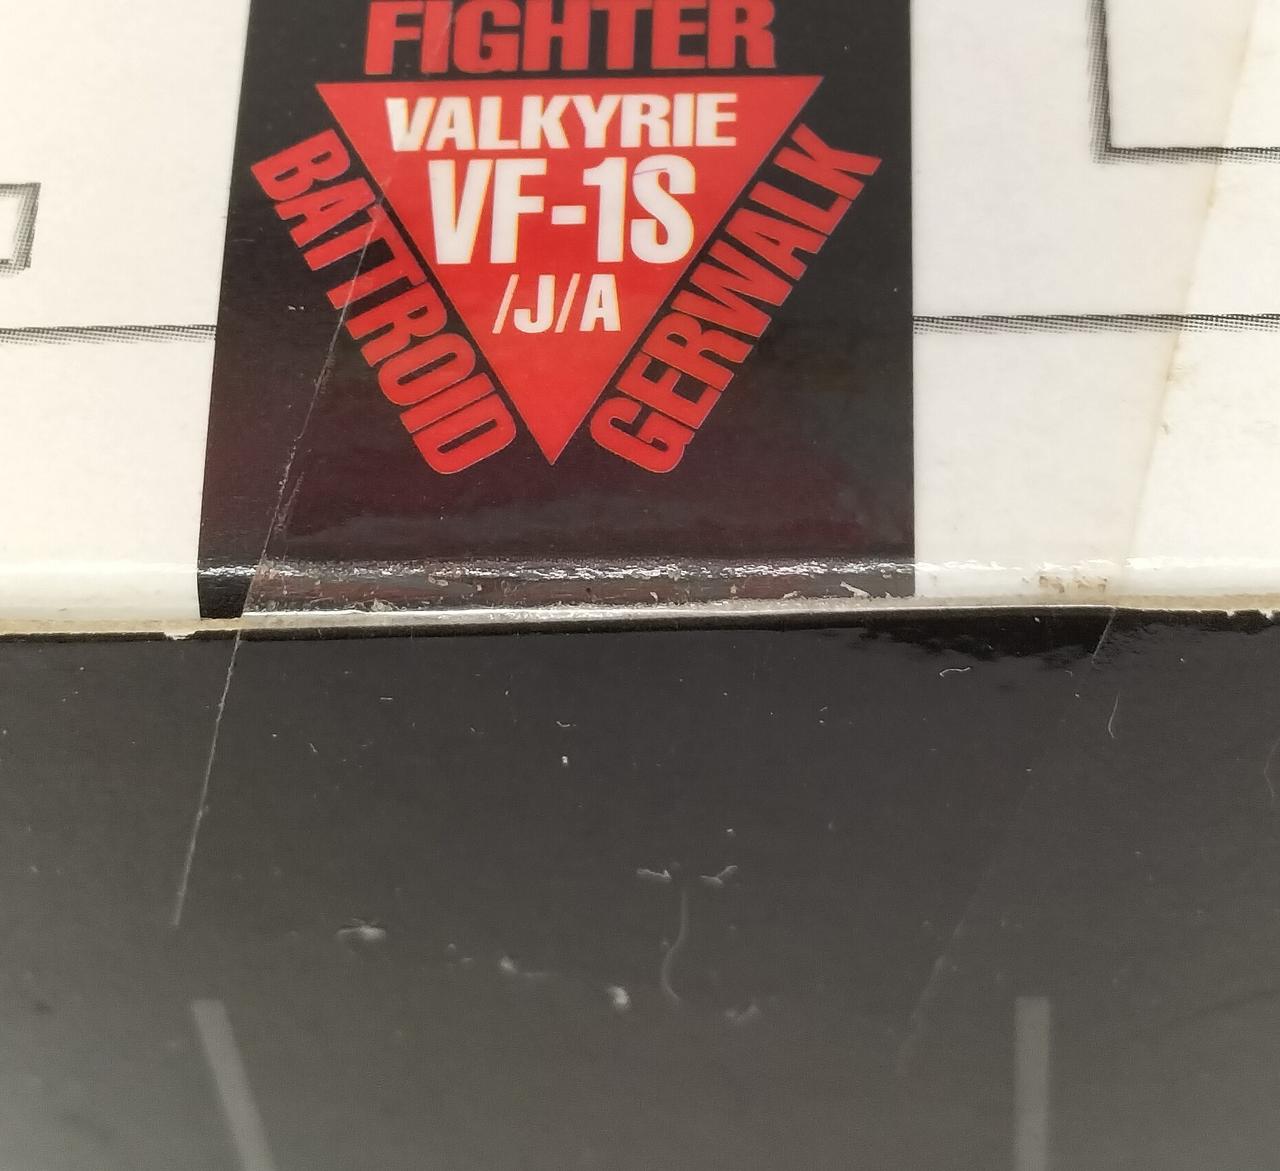 FIGHTER
VALKYRIE
VF-1S
/J/A
BATTROID
GERWALK